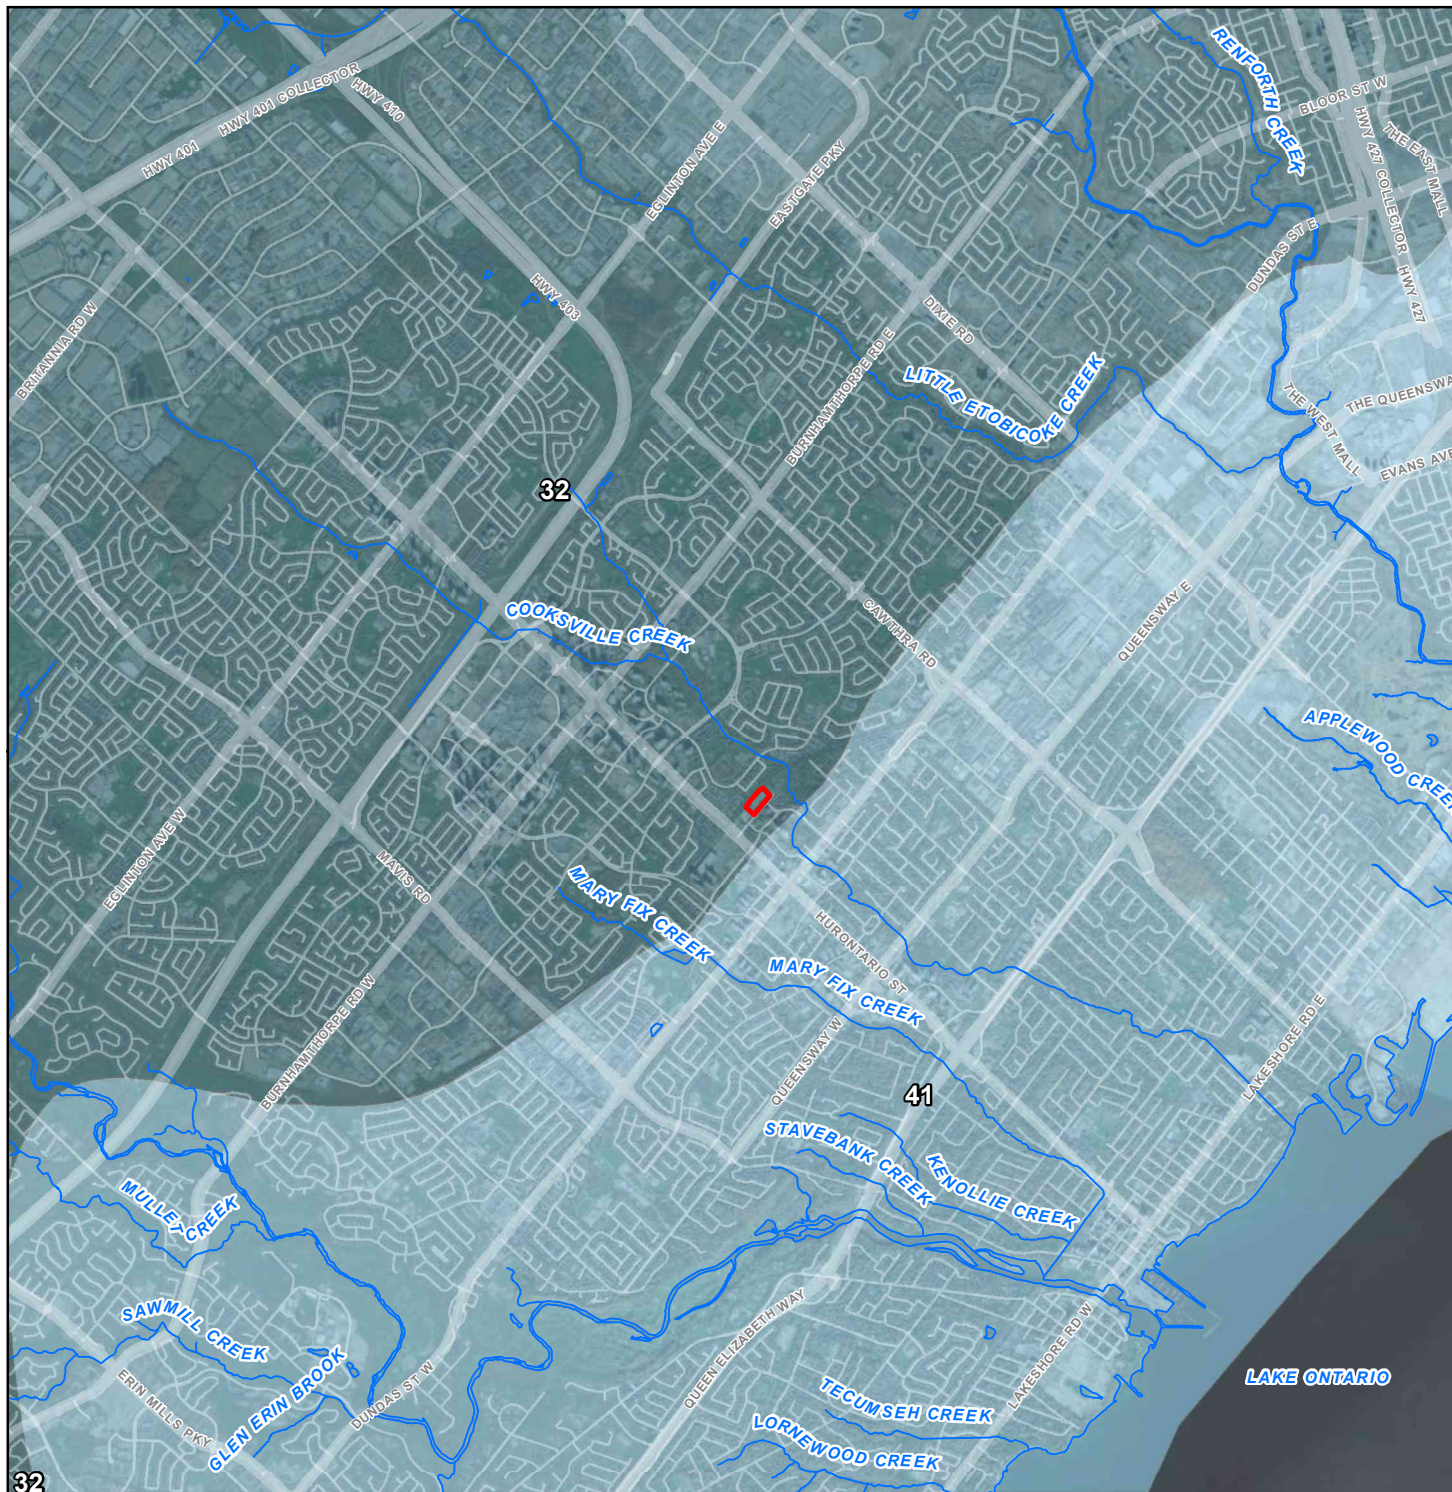 RENFORTH CREEK
BLOOR ST W
HWY 401 COLLECTOR
HWY 410
HWY 401
THE EAST MALL
HWY 427 COLLECTOR
HWY 427
EGLINTON AVE E
EASTGATE PKY
DUNDAS ST E
HWY 403
BRITANNIA RD W
DIXIE RD
BURNHAMTHORPE RD E
LITTLE ETOBICOKE CREEK
THE QUEENSWA
THE WEST MALL
EVANS AVE
32
COOKSVILLE CREEK
CAWTHRA RD
QUEENSWAY E
APPLEWOOD CREEK
EGLINTON AVE W
MAVIS RD
MARY FIX CREEK
HURONTARIO ST
MARY FIX CREEK
BURNHAMTHORPE RD W
QUEENSWAY W
LAKESHORE RD E
41
STAVEBANK CREEK
KENOLLIE CREEK
MULLET CREEK
SAWMILL CREEK
GLEN ERIN BROOK
ERIN MILLS PKY
DUNDAS ST W
QUEEN ELIZABETH WAY
LAKESHORE RD W
LAKE ONTARIO
TECUMSEH CREEK
LORNEWOOD CREEK
32